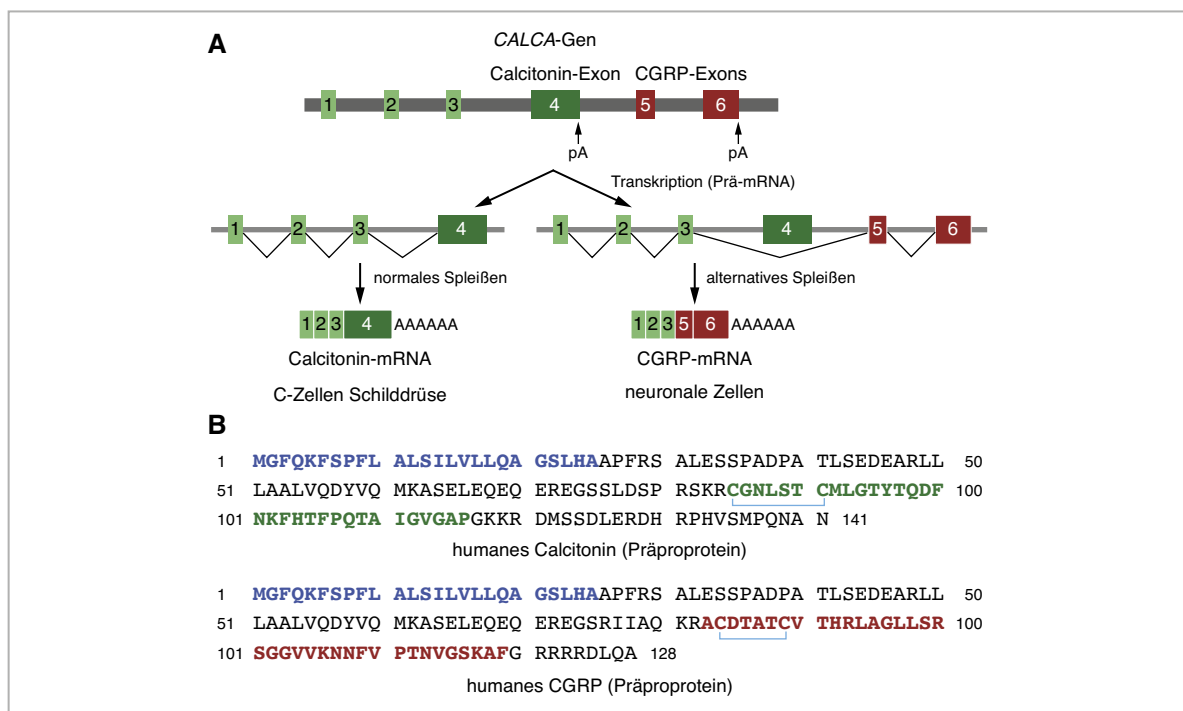 A
CALCA-Gen
Calcitonin-Exon CGRP-Exons
1 2 3 4 5 6
pA pA
Transkription (Prä-mRNA)
1 2 3 4 1 2 3 4 5 6
normales Spleißen alternatives Spleißen
1 2 3 4 AAAAAA 1 2 3 5 6 AAAAAA
Calcitonin-mRNA CGRP-mRNA
C-Zellen Schilddrüse neuronale Zellen
B
1 MGFQKFSPFL ALSILVLLQA GSLHAAPFRS ALESSPADPA TLSEDEARLL 50
51 LAALVQDYVQ MKASELEQEQ EREGSSLDSP RSKRCGNLST CMLGTYTQDF 100
101 NKFHTFPQTA IGVGAPGKKR DMSSDLERDH RPHVSMPQNA N 141
humanes Calcitonin (Präproprotein)
1 MGFQKFSPFL ALSILVLLQA GSLHAAPFRS ALESSPADPA TLSEDEARLL 50
51 LAALVQDYVQ MKASELEQEQ EREGSRIIAQ KRACDTATCV THRLAGLLSR 100
101 SGGVVKNNFV PTNVGSKAFG RRRRDLQA 128
humanes CGRP (Präproprotein)